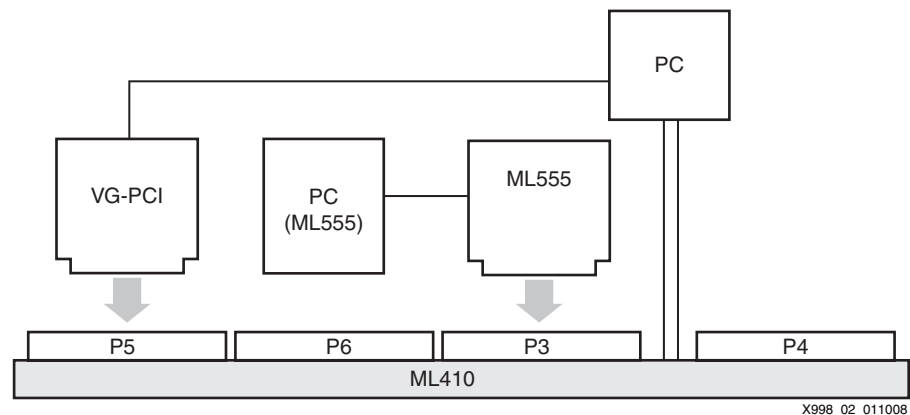 PC
VG-PCI
PC
(ML555)
ML555
P5
P6
P3
P4
ML410
X998_02_011008